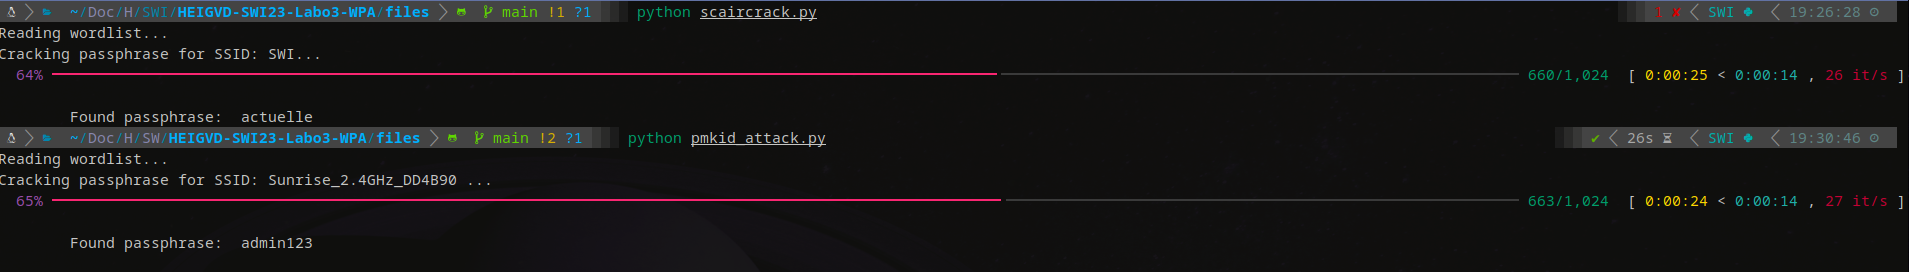 ~/Doc/H/SWI/HEIGVD-SWI23-Labo3-WPA/files main !1 ?1 python scaircrack.py 1 ✘ SWI 19:26:28
Reading wordlist...
Cracking passphrase for SSID: SWI...
64% 660/1,024 [ 0:00:25 < 0:00:14 , 26 it/s ]
Found passphrase: actuelle
~/Doc/H/SW/HEIGVD-SWI23-Labo3-WPA/files main !2 ?1 python pmkid_attack.py ✔ 26s SWI 19:30:46
Reading wordlist...
Cracking passphrase for SSID: Sunrise_2.4GHz_DD4B90 ...
65% 663/1,024 [ 0:00:24 < 0:00:14 , 27 it/s ]
Found passphrase: admin123